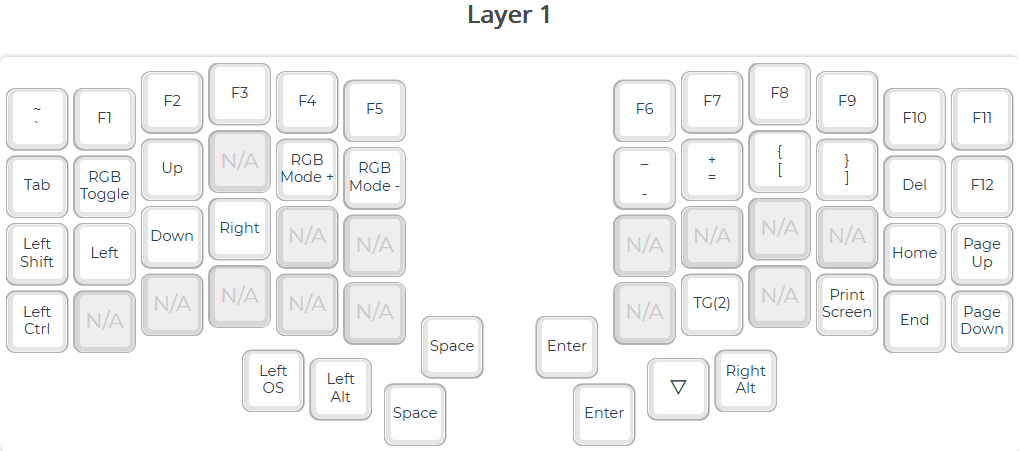 Layer 1
~
`
F1
F2
F3
F4
F5
F6
F7
F8
F9
F10
F11
Tab
RGB
Toggle
Up
N/A
RGB
Mode +
RGB
Mode -
_
-
+
=
{
[
}
]
Del
F12
Left
Shift
Left
Down
Right
N/A
N/A
N/A
N/A
N/A
N/A
Home
Page
Up
Left
Ctrl
N/A
N/A
N/A
N/A
N/A
N/A
TG(2)
N/A
Print
Screen
End
Page
Down
Left
OS
Left
Alt
Space
Space
Enter
Enter
▽
Right
Alt